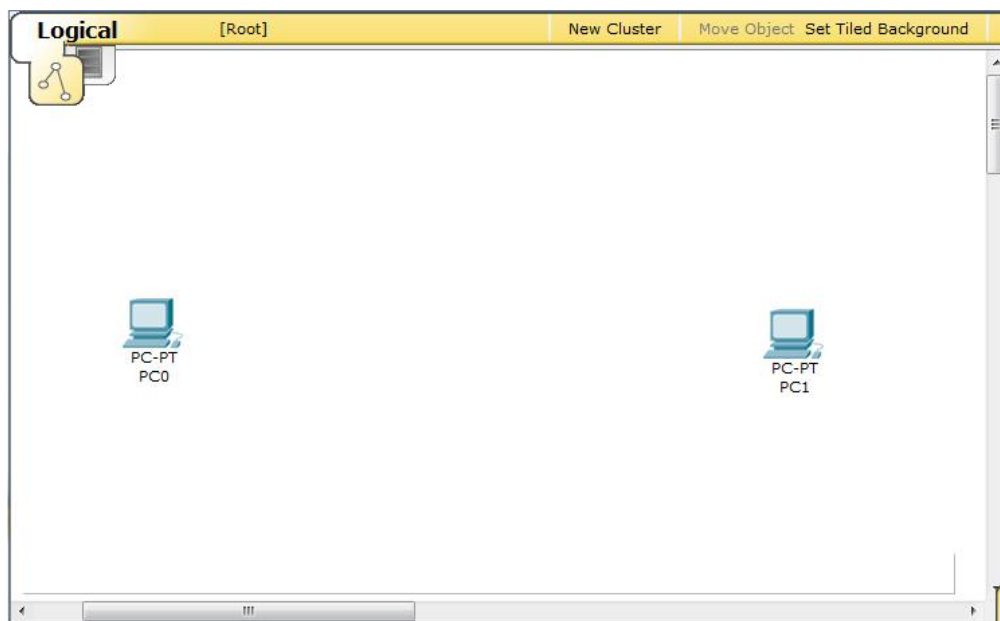 Logical [Root] New Cluster Move Object Set Tiled Background
PC-PT
PC0
PC-PT
PC1